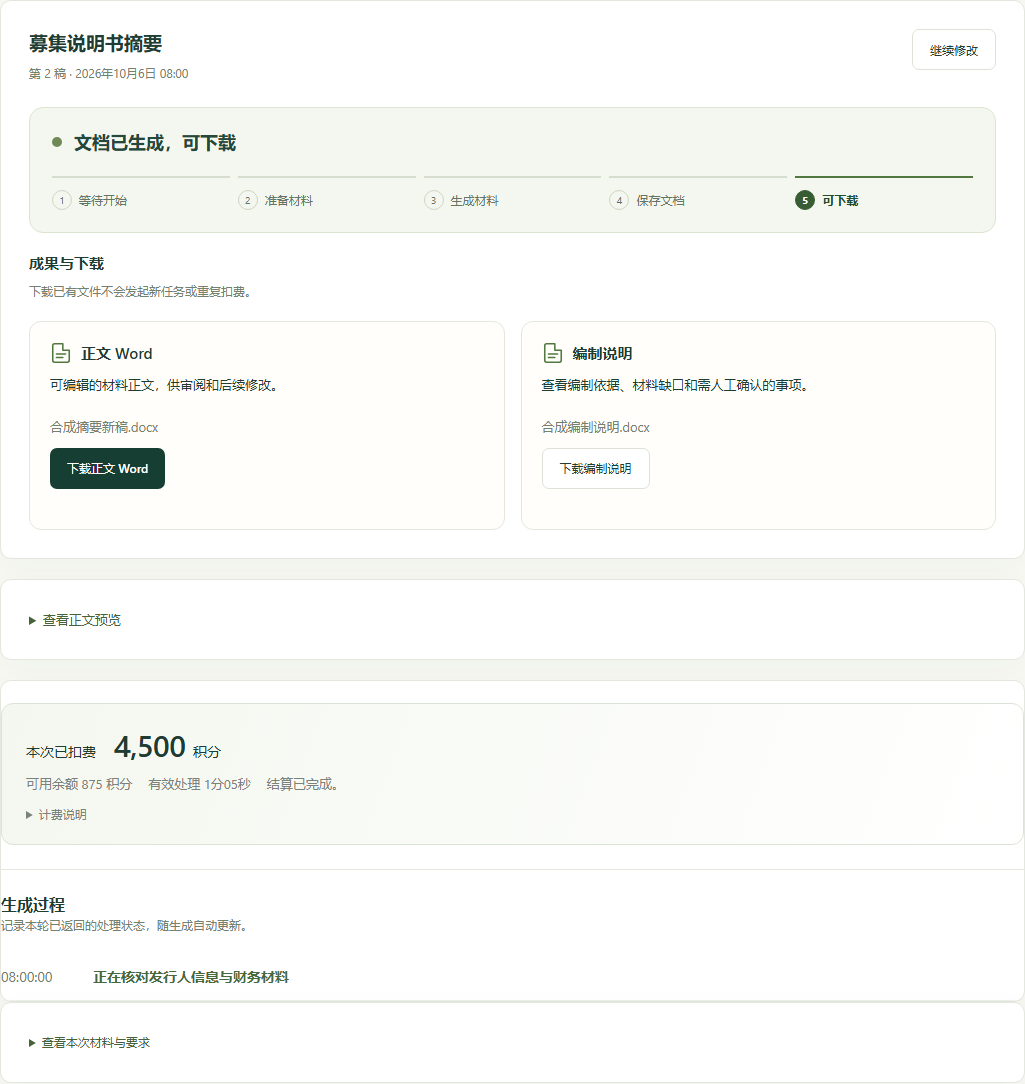 募集说明书摘要
继续修改
第 2 稿 · 2026年10月6日 08:00
文档已生成，可下载
1 等待开始
2 准备材料
3 生成材料
4 保存文档
5 可下载
成果与下载
下载已有文件不会发起新任务或重复扣费。
正文 Word
可编辑的材料正文，供审阅和后续修改。
合成摘要新稿.docx
下载正文 Word
编制说明
查看编制依据、材料缺口和需人工确认的事项。
合成编制说明.docx
下载编制说明
查看正文预览
本次已扣费 4,500 积分
可用余额 875 积分 有效处理 1分05秒 结算已完成。
计费说明
生成过程
记录本轮已返回的处理状态，随生成自动更新。
08:00:00 正在核对发行人信息与财务材料
查看本次材料与要求